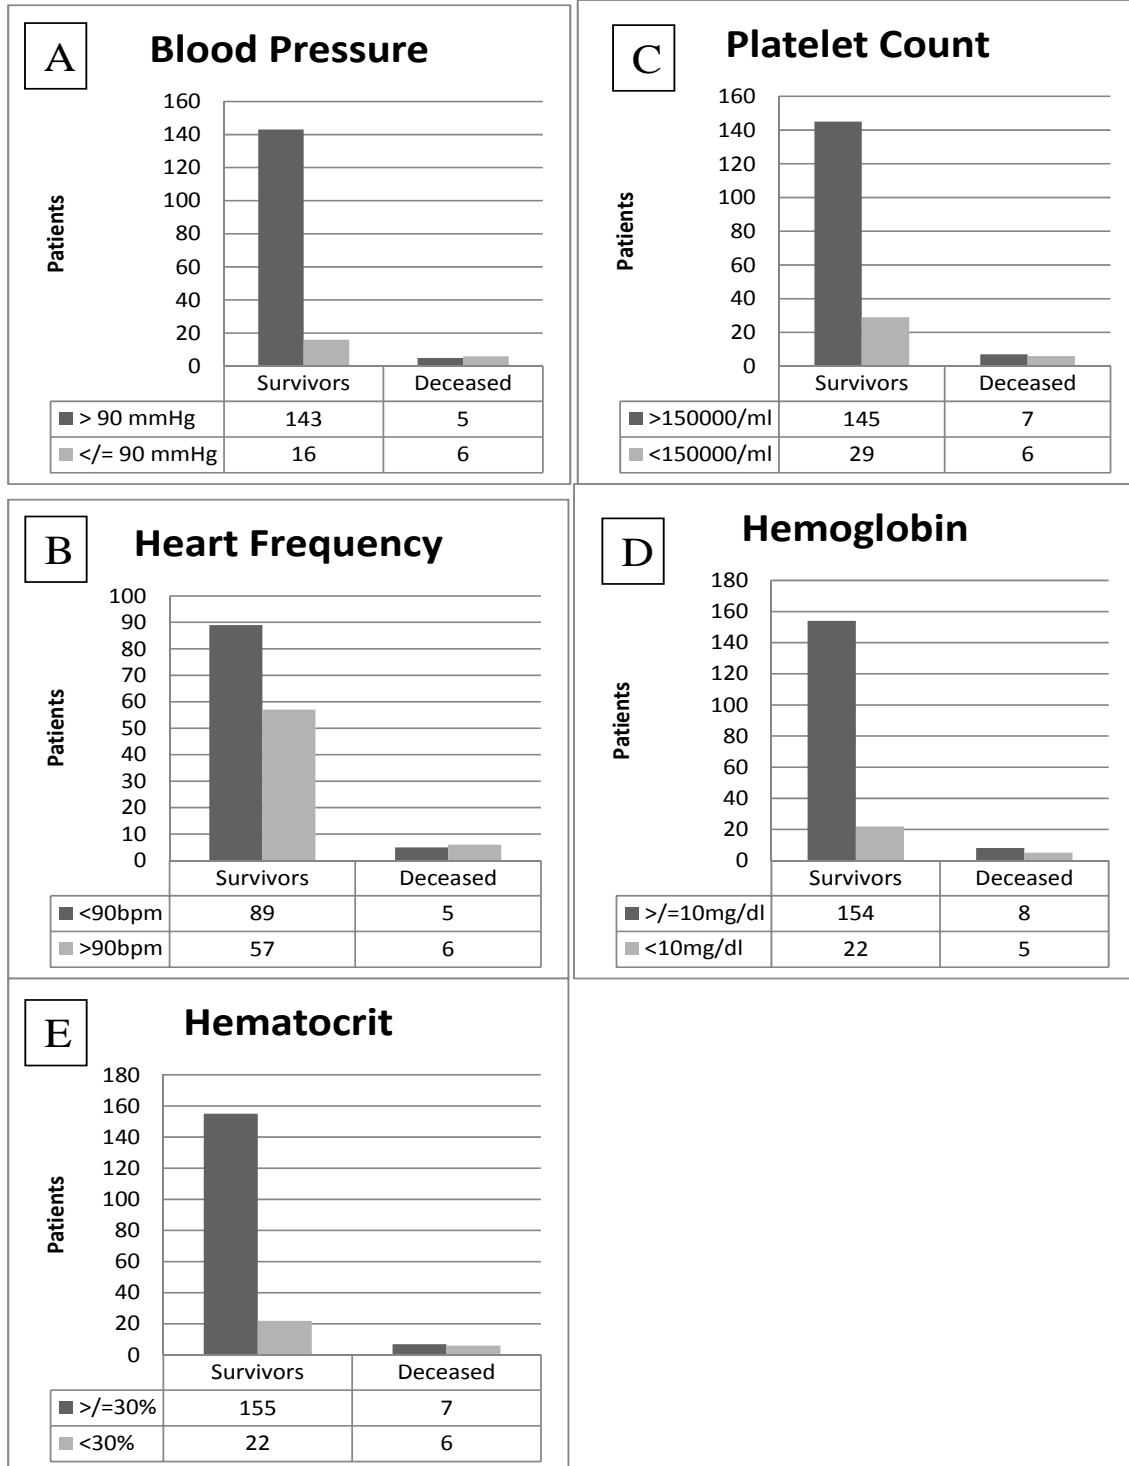 A
Blood Pressure
Patients
160
140
120
100
80
60
40
20
0
Survivors Deceased
> 90 mmHg 143 5
</= 90 mmHg 16 6
C
Platelet Count
Patients
160
140
120
100
80
60
40
20
0
Survivors Deceased
>150000/ml 145 7
<150000/ml 29 6
B
Heart Frequency
Patients
100
90
80
70
60
50
40
30
20
10
0
Survivors Deceased
<90bpm 89 5
>90bpm 57 6
D
Hemoglobin
Patients
180
160
140
120
100
80
60
40
20
0
Survivors Deceased
>/=10mg/dl 154 8
<10mg/dl 22 5
E
Hematocrit
Patients
180
160
140
120
100
80
60
40
20
0
Survivors Deceased
>/=30% 155 7
<30% 22 6